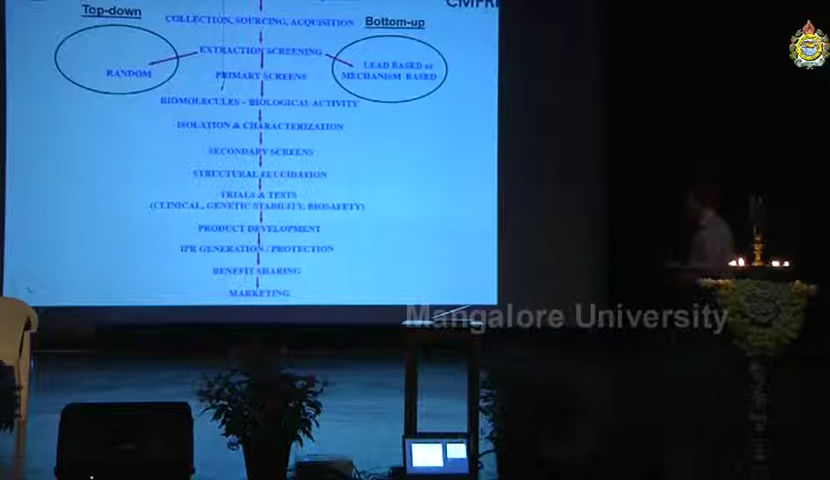 CMFRI
Top-down
Bottom-up
COLLECTION, SOURCING, ACQUISITION
EXTRACTION SCREENING
RANDOM
LEAD BASED or
MECHANISM BASED
PRIMARY SCREENS
BIOMOLECULES – BIOLOGICAL ACTIVITY
ISOLATION & CHARACTERIZATION
SECONDARY SCREENS
STRUCTURAL ELUCIDATION
TRIALS & TESTS
(CLINICAL, GENETIC STABILITY, BIOSAFETY)
PRODUCT DEVELOPMENT
IPR GENERATION / PROTECTION
BENEFIT SHARING
MARKETING
Mangalore University